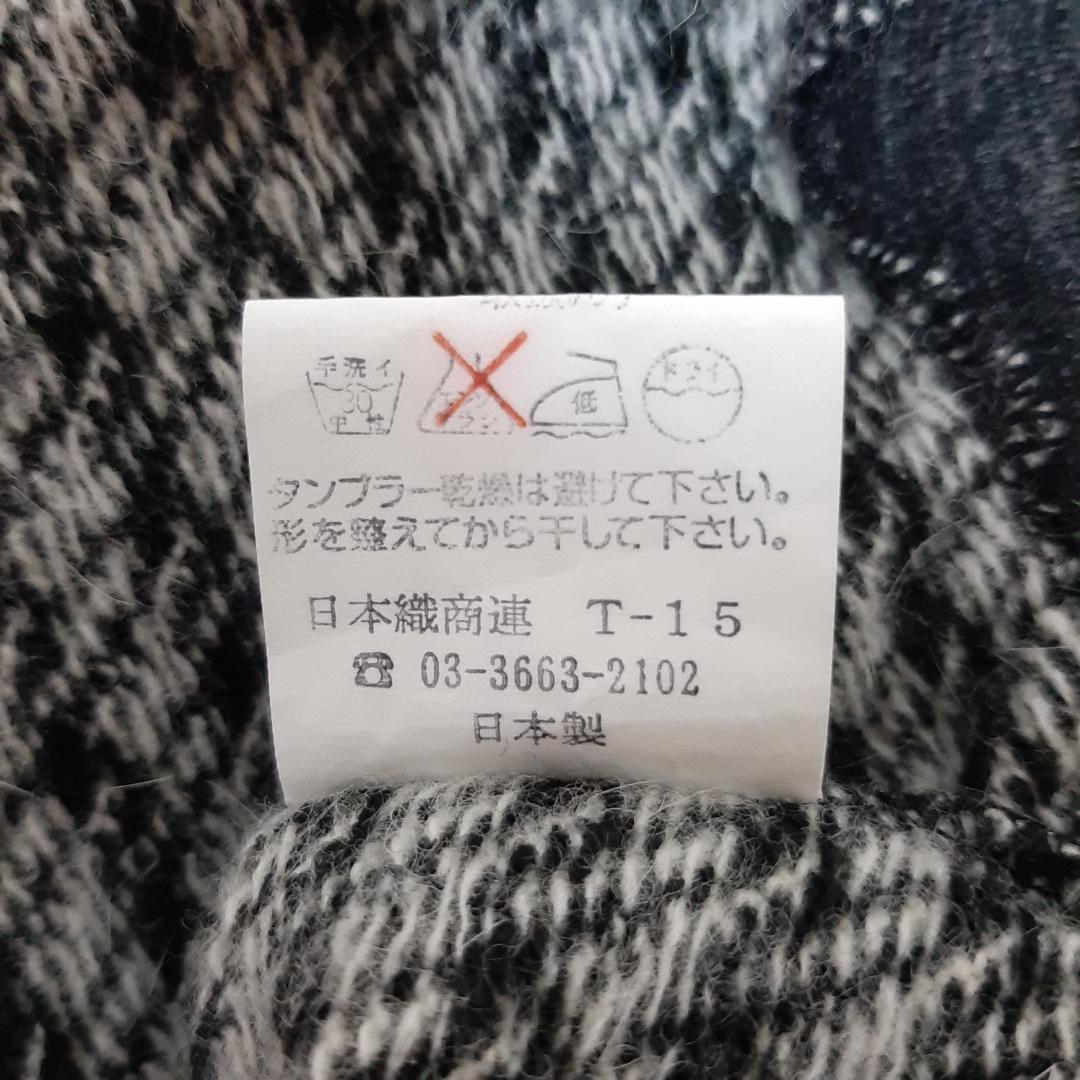 手洗イ 30 中性 低 ドライ
タンブラー乾燥は避けて下さい。
形を整えてから干して下さい。
日本織商連 T-15
☎ 03-3663-2102
日本製